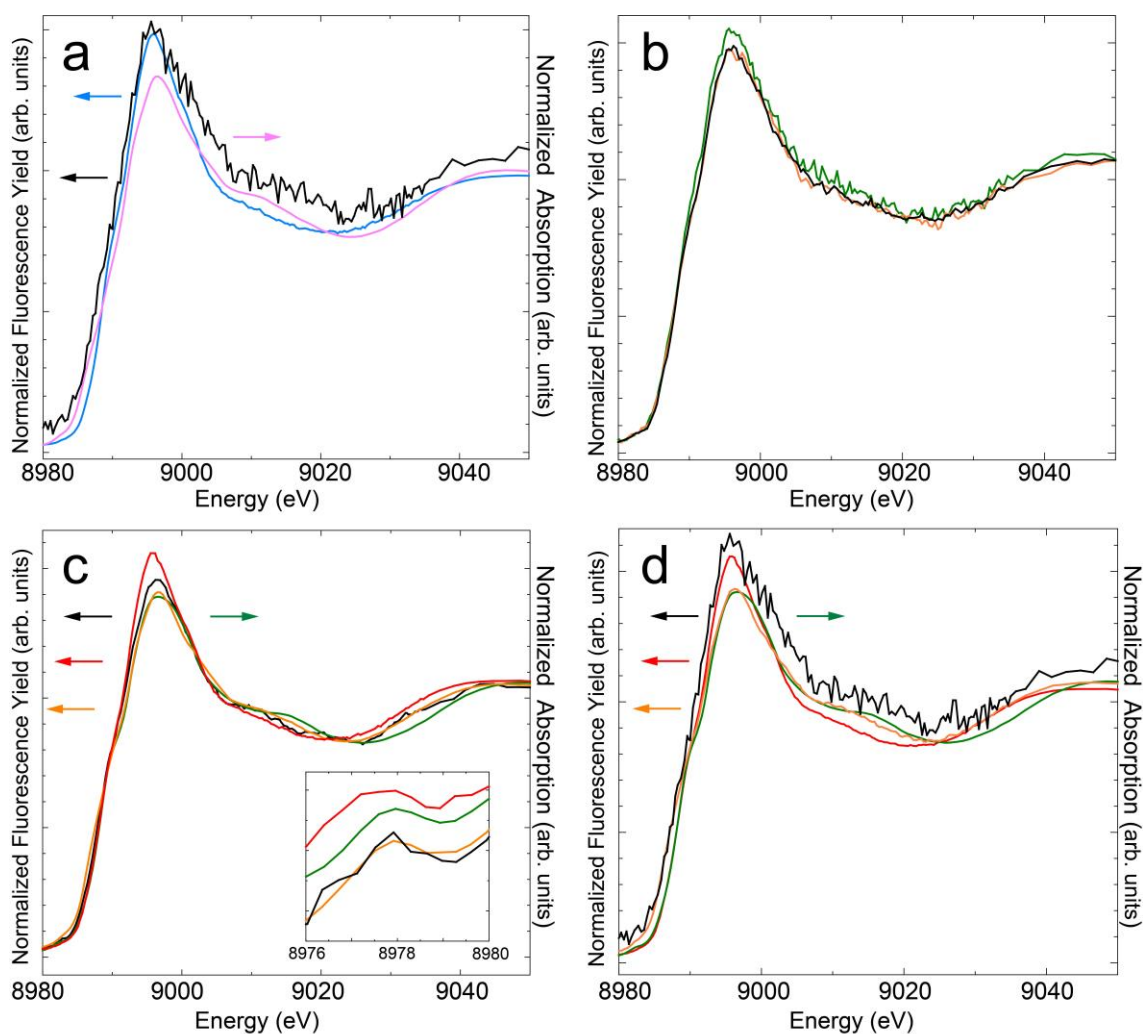 a
Normalized Fluorescence Yield (arb. units)
Normalized Absorption (arb. units)
8980 9000 9020 9040
Energy (eV)
b
Normalized Fluorescence Yield (arb. units)
8980 9000 9020 9040
Energy (eV)
c
Normalized Fluorescence Yield (arb. units)
Normalized Absorption (arb. units)
8976 8978 8980
8980 9000 9020 9040
Energy (eV)
d
Normalized Fluorescence Yield (arb. units)
Normalized Absorption (arb. units)
8980 9000 9020 9040
Energy (eV)